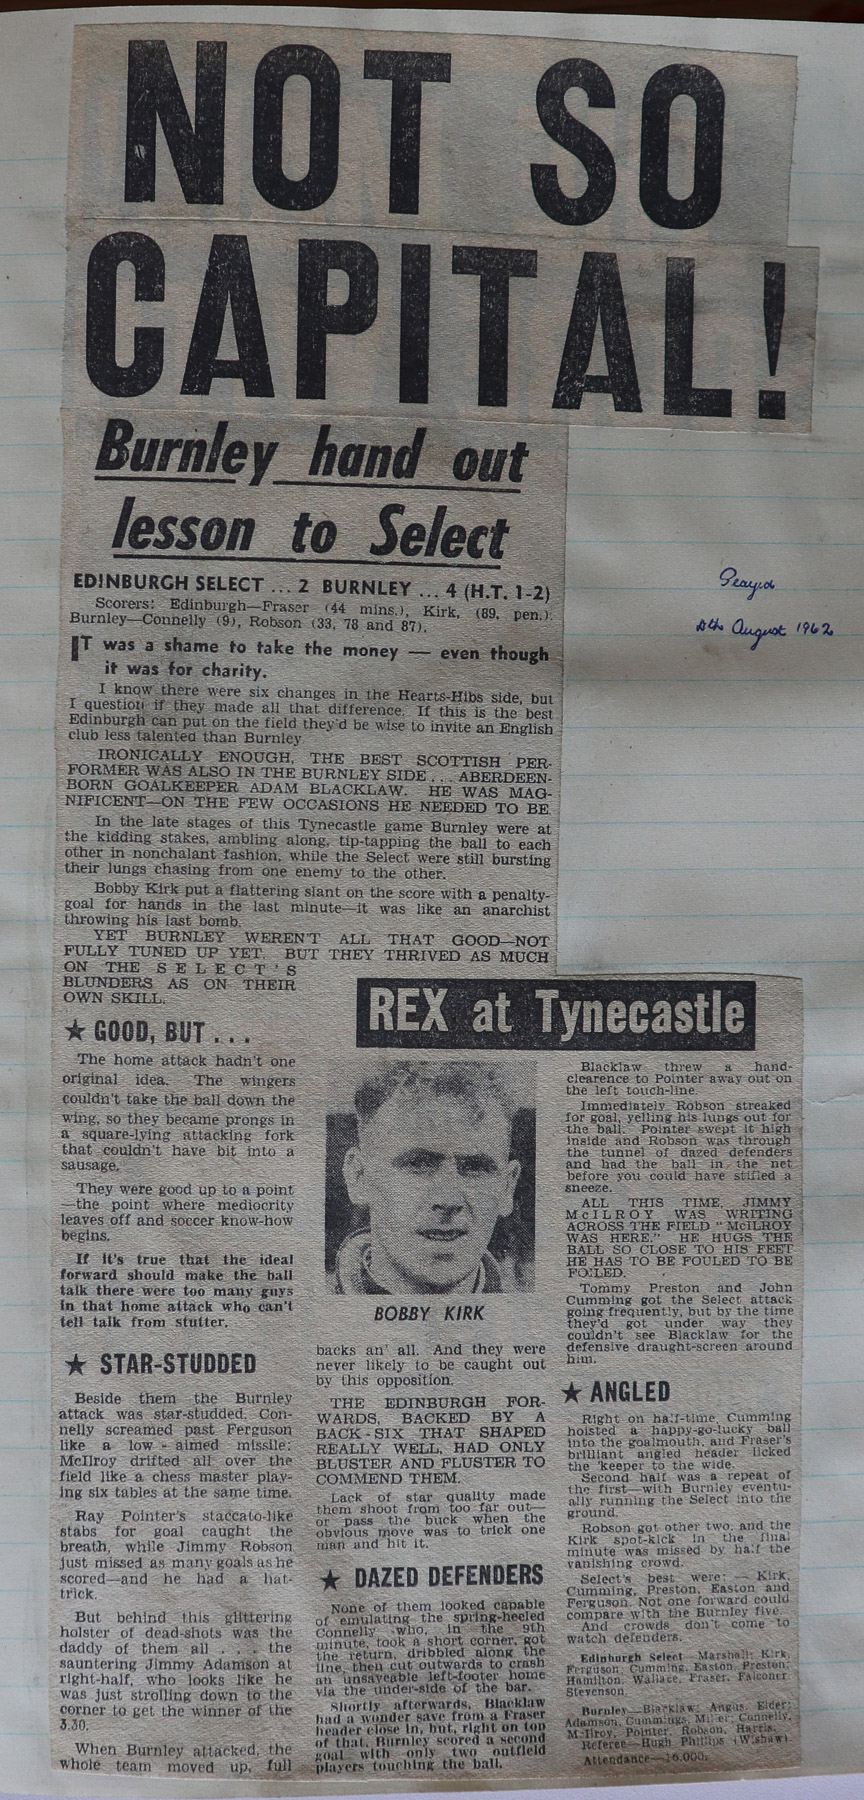 NOT SO
CAPITAL!
Burnley hand out
lesson to Select
EDINBURGH SELECT ... 2 BURNLEY ... 4 (H.T. 1-2)
Scorers: Edinburgh—Fraser (44 mins.), Kirk, (89, pen.).
Burnley—Connelly (9), Robson (33, 78 and 87).
IT was a shame to take the money — even though
it was for charity.
I know there were six changes in the Hearts-Hibs side, but
I question if they made all that difference. If this is the best
Edinburgh can put on the field they'd be wise to invite an English
club less talented than Burnley
IRONICALLY ENOUGH, THE BEST SCOTTISH PER-
FORMER WAS ALSO IN THE BURNLEY SIDE ... ABERDEEN-
BORN GOALKEEPER ADAM BLACKLAW. HE WAS MAG-
NIFICENT—ON THE FEW OCCASIONS HE NEEDED TO BE
In the late stages of this Tynecastle game Burnley were at
the kidding stakes, ambling along, tip-tapping the ball to each
other in nonchalant fashion, while the Select were still bursting
their lungs chasing from one enemy to the other.
Bobby Kirk put a flattering slant on the score with a penalty-
goal for hands in the last minute—it was like an anarchist
throwing his last bomb.
YET BURNLEY WEREN'T ALL THAT GOOD—NOT
FULLY TUNED UP YET. BUT THEY THRIVED AS MUCH
ON THE SELECT'S
BLUNDERS AS ON THEIR
OWN SKILL.
★ GOOD, BUT ...
The home attack hadn't one
original idea. The wingers
couldn't take the ball down the
wing, so they became prongs in
a square-lying attacking fork
that couldn't have bit into a
sausage.
They were good up to a point
—the point where mediocrity
leaves off and soccer know-how
begins.
If it's true that the ideal
forward should make the ball
talk there were too many guys
in that home attack who can't
tell talk from stutter.
★ STAR-STUDDED
Beside them the Burnley
attack was star-studded. Con-
nelly screamed past Ferguson
like a low-aimed missile;
McIlroy drifted all over the
field like a chess master play-
ing six tables at the same time.
Ray Pointer's staccato-like
stabs for goal caught the
breath, while Jimmy Robson
just missed as many goals as he
scored—and he had a hat-
trick.
But behind this glittering
holster of dead-shots was the
daddy of them all . . . the
sauntering Jimmy Adamson at
right-half, who looks like he
was just strolling down to the
corner to get the winner of the
3.30.
When Burnley attacked, the
whole team moved up, full
REX at Tynecastle
BOBBY KIRK
backs an' all. And they were
never likely to be caught out
by this opposition.
THE EDINBURGH FOR-
WARDS, BACKED BY A
BACK-SIX THAT SHAPED
REALLY WELL, HAD ONLY
BLUSTER AND FLUSTER TO
COMMEND THEM.
Lack of star quality made
them shoot from too far out—
or pass the buck when the
obvious move was to trick one
man and hit it.
★ DAZED DEFENDERS
None of them looked capable
of emulating the spring-heeled
Connelly who, in the 9th
minute, took a short corner, got
the return, dribbled along the
line, then cut outwards to crash
an unsaveable left-footer home
via the under-side of the bar.
Shortly afterwards, Blacklaw
had a wonder save from a Fraser
header close in, but, right on top
of that, Burnley scored a second
goal with only two outfield
players touching the ball.
Blacklaw threw a hand-
clearance to Pointer away out on
the left touch-line.
Immediately Robson streaked
for goal, yelling his lungs out for
the ball. Pointer swept it high
inside and Robson was through
the tunnel of dazed defenders
and had the ball in the net
before you could have stifled a
sneeze.
ALL THIS TIME, JIMMY
McILROY WAS WRITING
ACROSS THE FIELD "McILROY
WAS HERE." HE HUGS THE
BALL SO CLOSE TO HIS FEET
HE HAS TO BE FOULED TO BE
FOILED.
Tommy Preston and John
Cumming got the Select attack
going frequently, but by the time
they'd got under way they
couldn't see Blacklaw for the
defensive draught-screen around
him.
★ ANGLED
Right on half-time, Cumming
hoisted a happy-go-lucky ball
into the goalmouth, and Fraser's
brilliant angled header licked
the 'keeper to the wide.
Second half was a repeat of
the first—with Burnley eventu-
ally running the Select into the
ground.
Robson got other two, and the
Kirk spot-kick in the final
minute was missed by half the
vanishing crowd.
Select's best were: — Kirk,
Cumming, Preston, Easton and
Ferguson. Not one forward could
compare with the Burnley five.
And crowds don't come to
watch defenders.
Edinburgh Select—Marshall; Kirk,
Ferguson; Cumming, Easton, Preston;
Hamilton, Wallace, Fraser, Falconer,
Stevenson.
Burnley—Blacklaw; Angus, Elder;
Adamson, Cummings, Miller; Connelly,
McIlroy, Pointer, Robson, Harris.
Referee—Hugh Phillips (Wishaw).
Attendance—16,000.
Played
August 1962